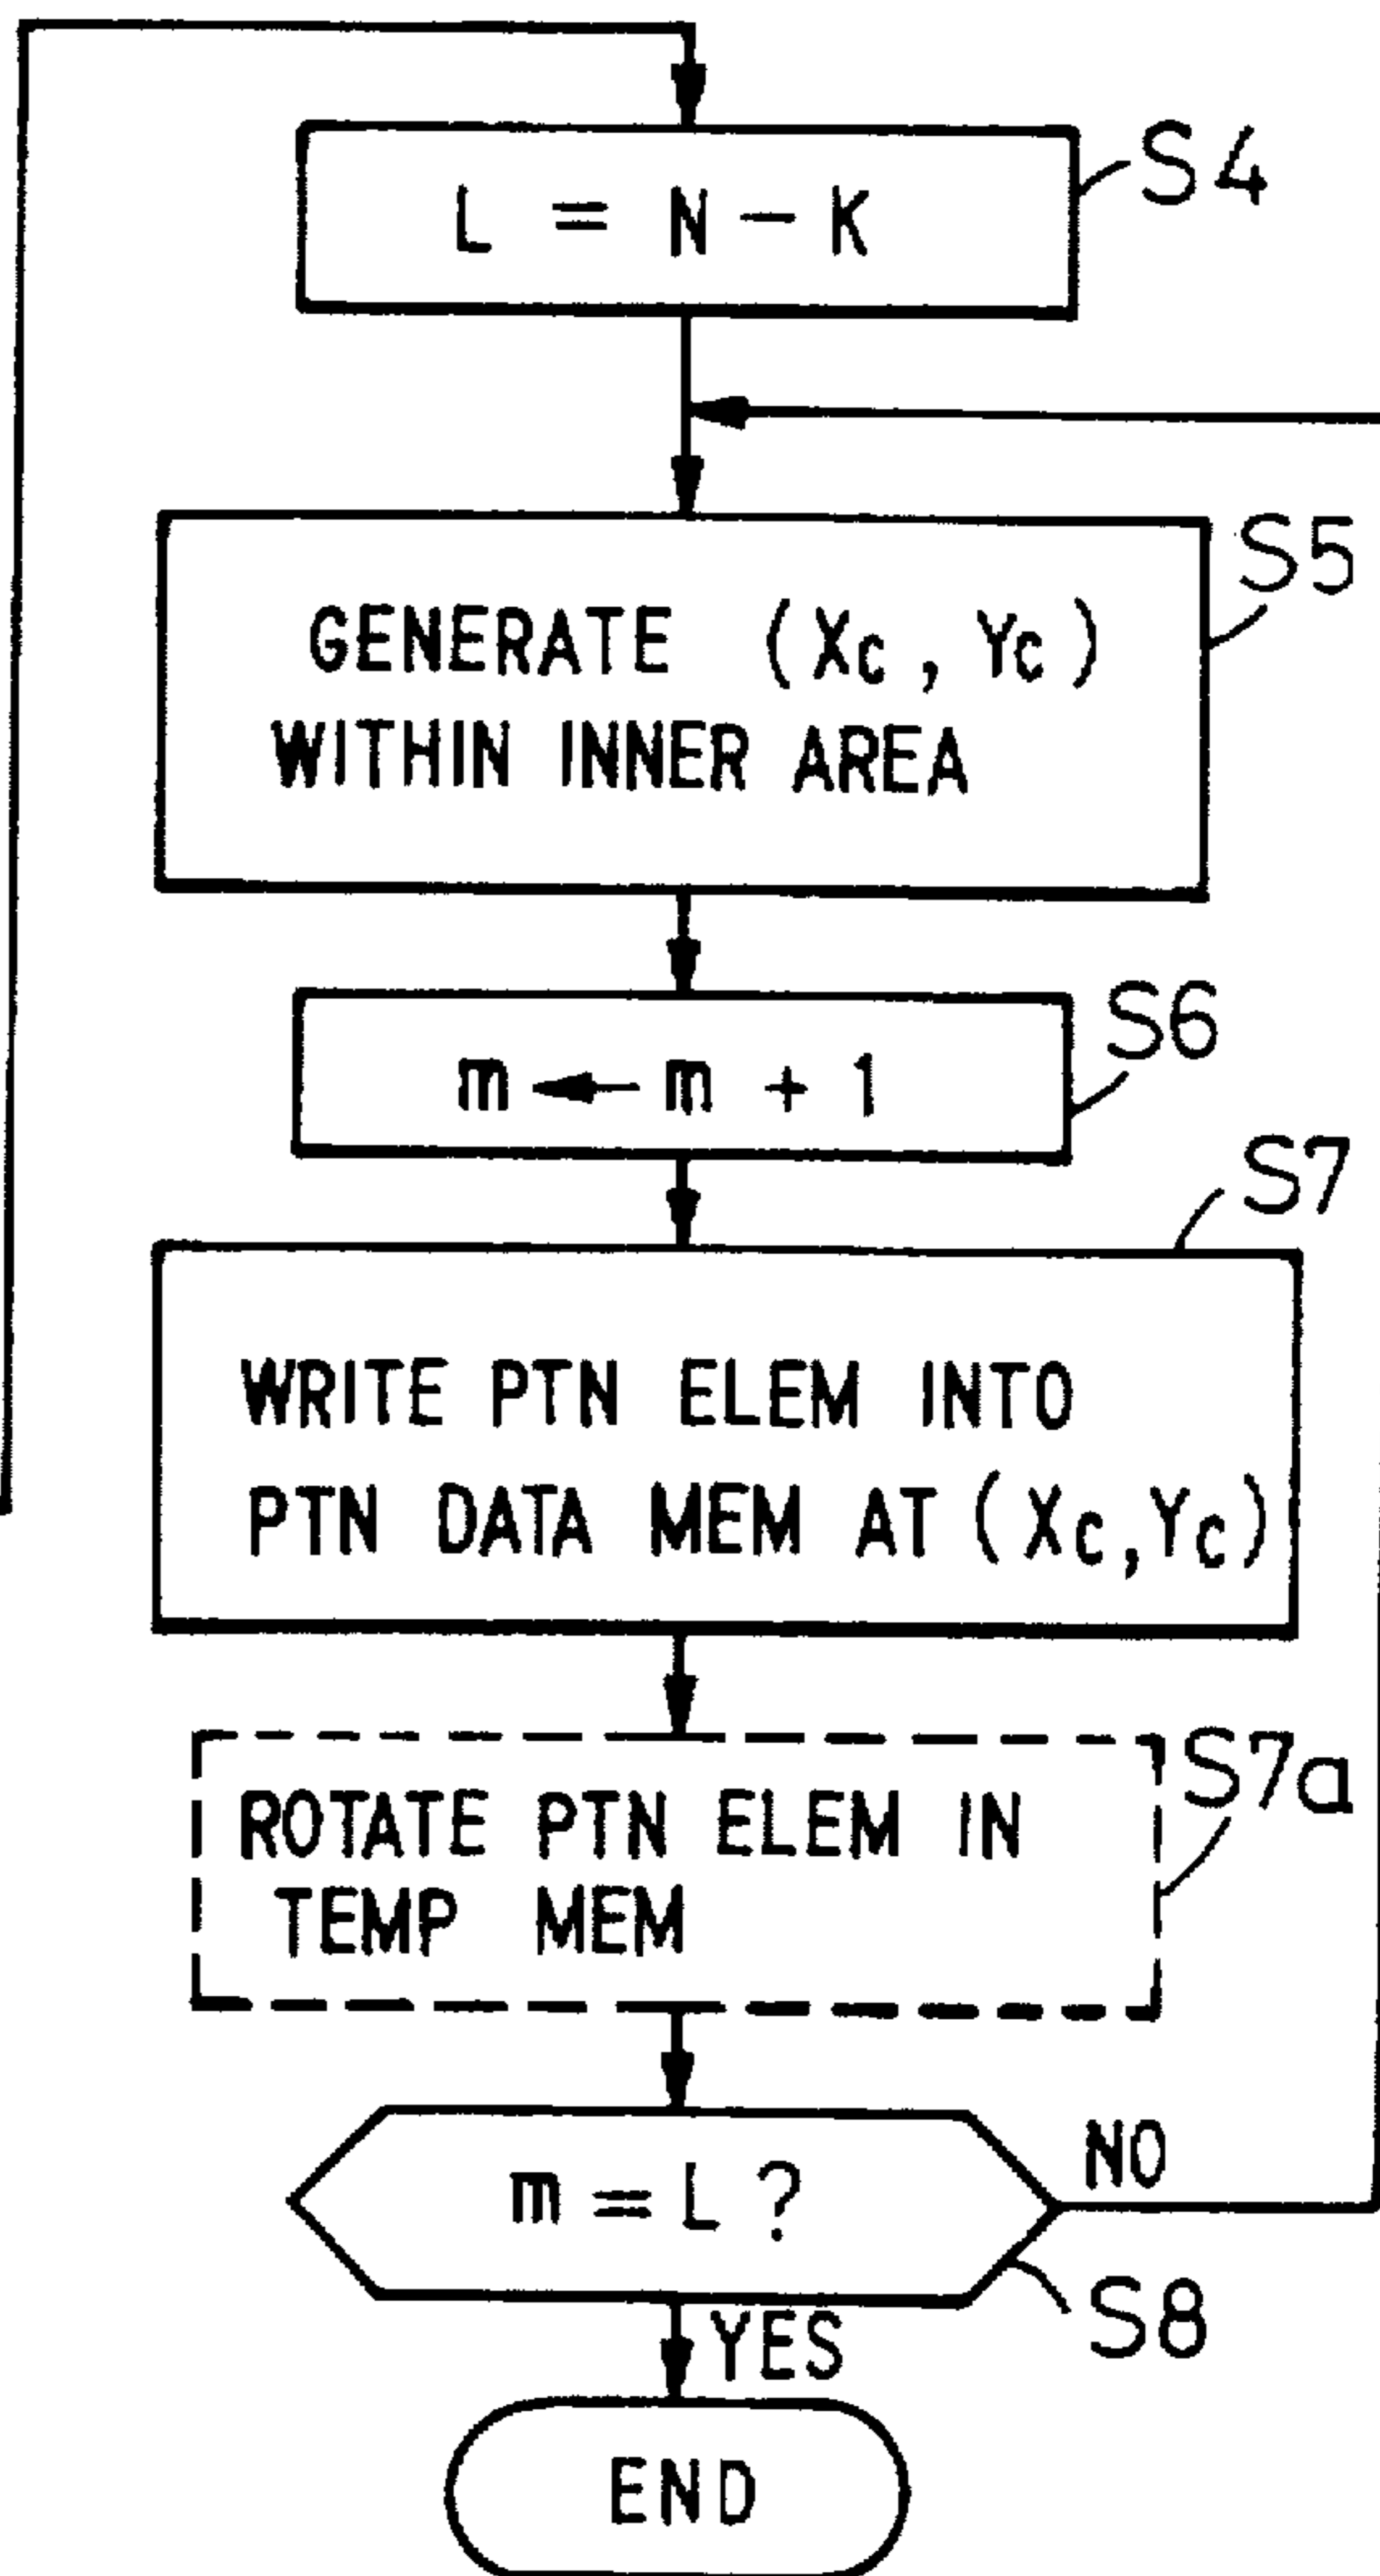 S4
L = N − K
S5
GENERATE (Xc, Yc)
WITHIN INNER AREA
S6
m ← m + 1
S7
WRITE PTN ELEM INTO
PTN DATA MEM AT (Xc,Yc)
S7a
ROTATE PTN ELEM IN
TEMP MEM
m = L ?
NO
S8
YES
END